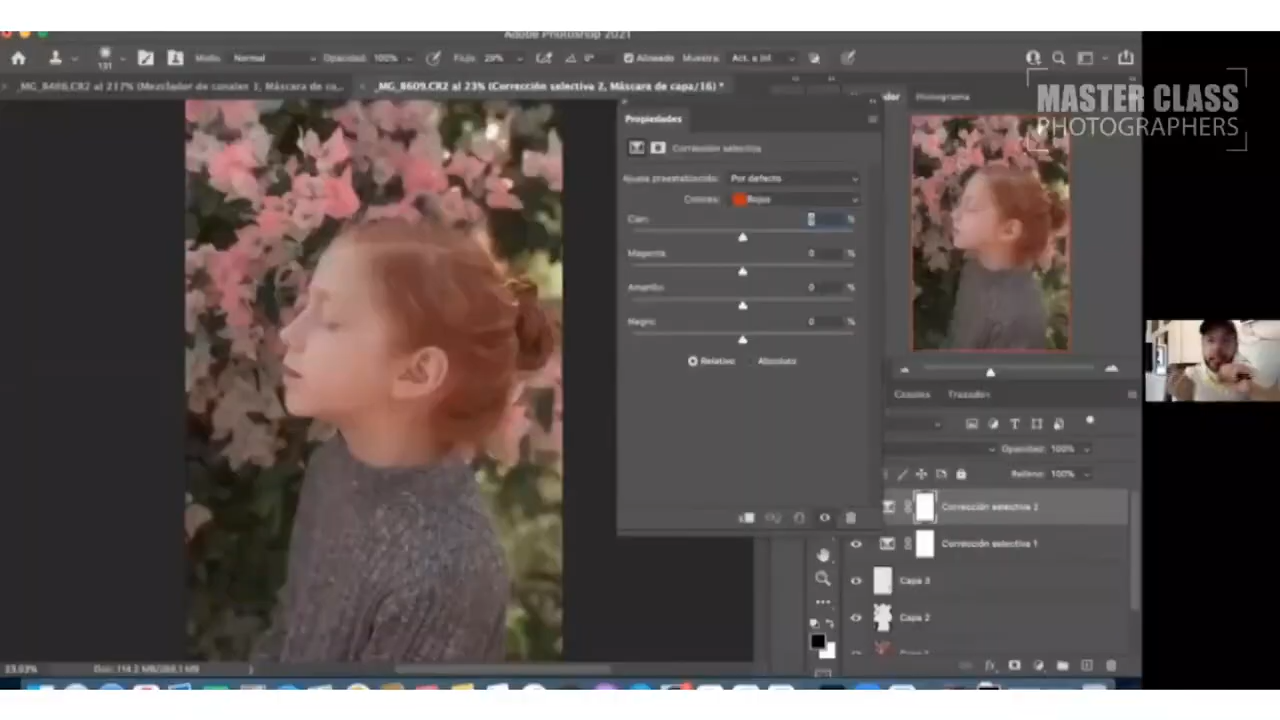 Adobe Photoshop 2021
131
Modo: Normal
Opacidad: 100%
Flujo: 29%
0°
Alineado
Muestra:
_MG_8609.CR2 al 23% (Corrección selectiva 2, Máscara de capa/16) *
Histograma
MASTER CLASS
PHOTOGRAPHERS
Propiedades
Corrección selectiva
Ajuste preestablecido: Por defecto
Colores: Rojos
Cian: %
Magenta: 0 %
Amarillo: 0 %
Negro: 0 %
Relativo Absoluto
Canales Trazados
Opacidad: 100%
Relleno: 100%
Corrección selectiva 2
Corrección selectiva 1
Capa 3
Capa 2